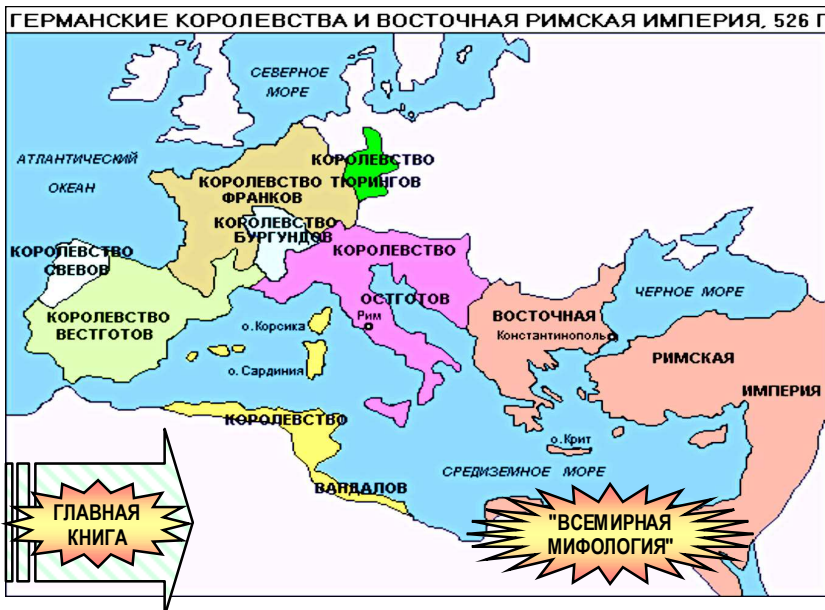 ГЕРМАНСКИЕ КОРОЛЕВСТВА И ВОСТОЧНАЯ РИМСКАЯ ИМПЕРИЯ, 526 Г
СЕВЕРНОЕ
МОРЕ
АТЛАНТИЧЕСКИЙ
ОКЕАН
КОРОЛЕВСТВО
ТЮРИНГОВ
КОРОЛЕВСТВО
ФРАНКОВ
КОРОЛЕВСТВО
БУРГУНДОВ
КОРОЛЕВСТВО
СВЕВОВ
КОРОЛЕВСТВО
ОСТГОТОВ
КОРОЛЕВСТВО
ВЕСТГОТОВ
о.Корсика
Рим
о. Сардиния
ВОСТОЧНАЯ
Константинополь
ЧЕРНОЕ МОРЕ
РИМСКАЯ
ИМПЕРИЯ
КОРОЛЕВСТВО
ВАНДАЛОВ
о.Крит
СРЕДИЗЕМНОЕ МОРЕ
ГЛАВНАЯ
КНИГА
"ВСЕМИРНАЯ
МИФОЛОГИЯ"